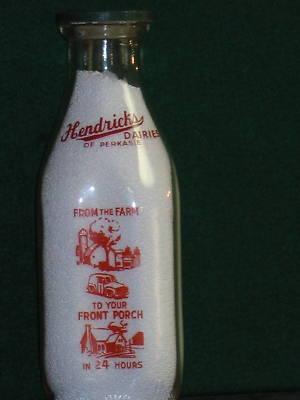 Hendricks
DAIRIES
OF PERKASIE
FROM THE FARM
TO YOUR
FRONT PORCH
IN 24 HOURS